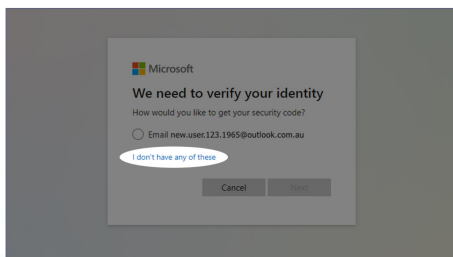 Microsoft
We need to verify your identity
How would you like to get your security code?
Email new.user.123.1965@outlook.com.au
I don't have any of these
Cancel Next